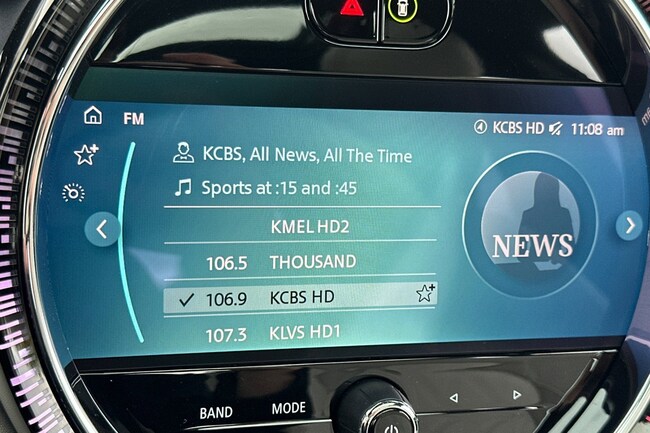 FM
KCBS HD 11:08 am
KCBS, All News, All The Time
Sports at :15 and :45
KMEL HD2
106.5 THOUSAND
106.9 KCBS HD
107.3 KLVS HD1
NEWS
BAND MODE